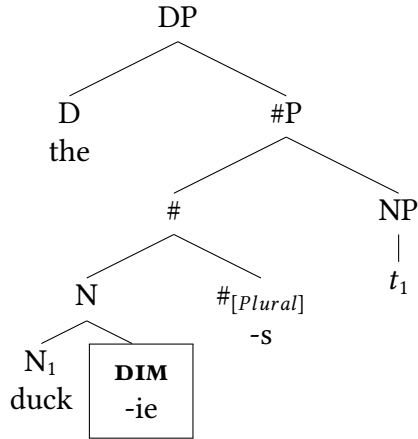 DP
D #P
the
# NP
N #[Plural] t1
-s
N1 DIM
duck -ie